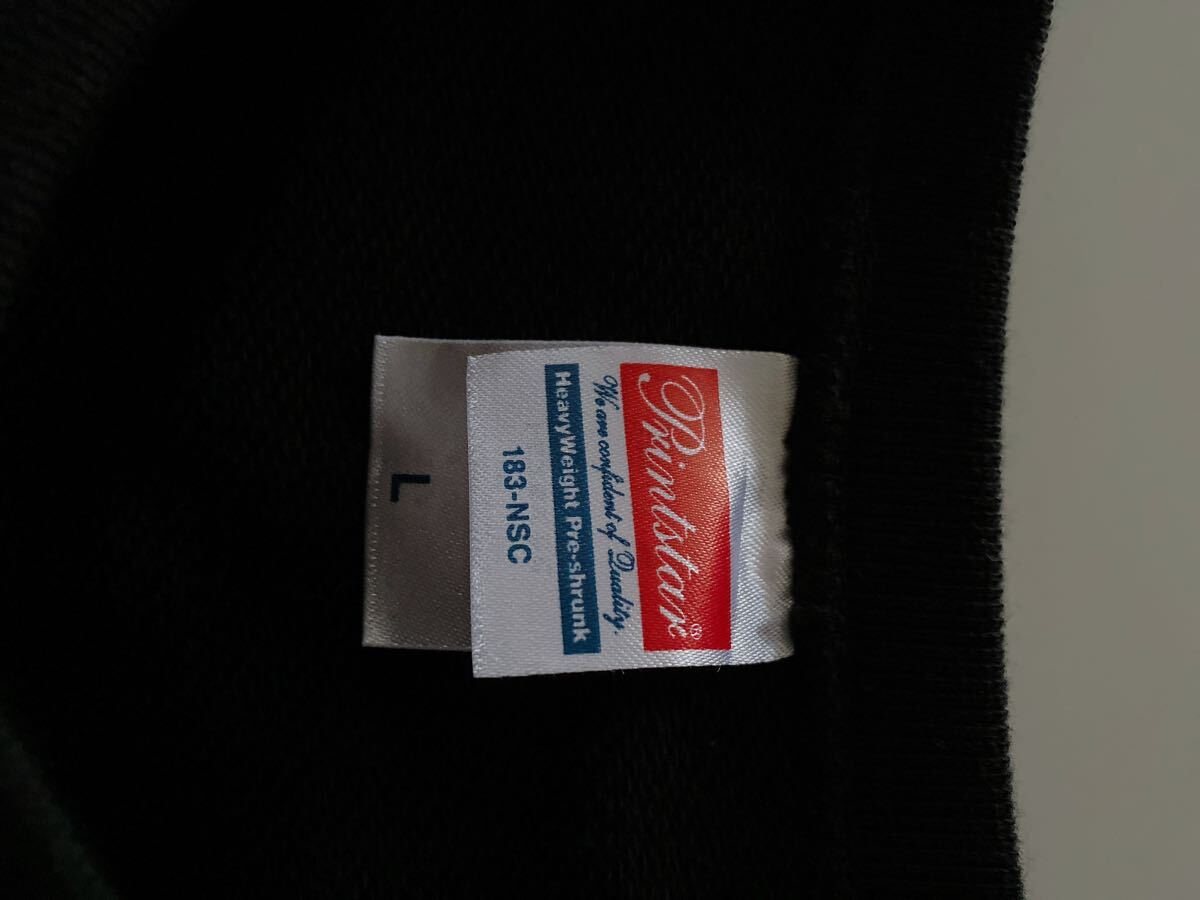 Printstar®
We are confident of Quality.
HeavyWeight Pre-shrunk
183-NSC
L